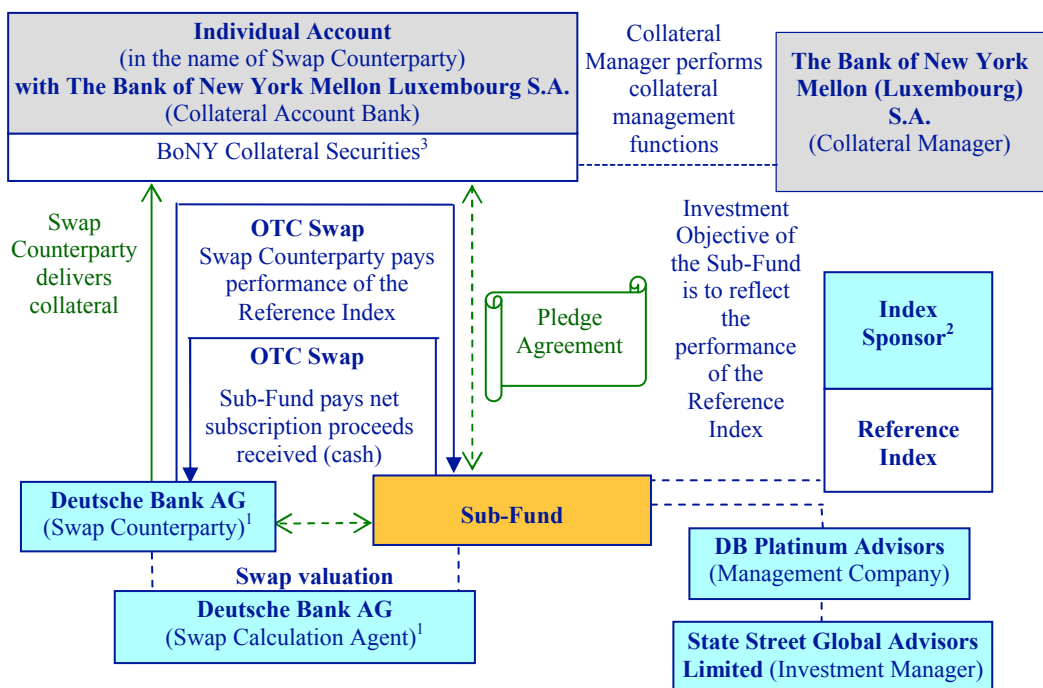 Individual Account
(in the name of Swap Counterparty)
with The Bank of New York Mellon Luxembourg S.A.
(Collateral Account Bank)
BoNY Collateral Securities³
Collateral
Manager performs
collateral
management
functions
The Bank of New York
Mellon (Luxembourg)
S.A.
(Collateral Manager)
Swap
Counterparty
delivers
collateral
OTC Swap
Swap Counterparty pays
performance of the
Reference Index
OTC Swap
Sub-Fund pays net
subscription proceeds
received (cash)
Pledge
Agreement
Investment
Objective of
the Sub-Fund
is to reflect
the
performance
of the
Reference
Index
Index
Sponsor²
Reference
Index
Deutsche Bank AG
(Swap Counterparty)¹
Sub-Fund
Swap valuation
Deutsche Bank AG
(Swap Calculation Agent)¹
DB Platinum Advisors
(Management Company)
State Street Global Advisors
Limited (Investment Manager)